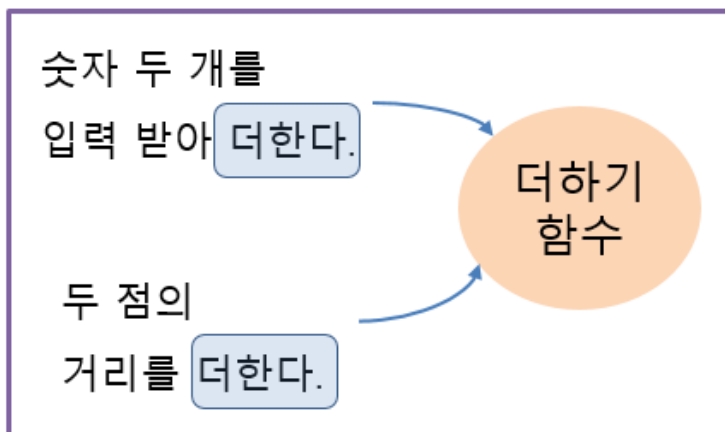 숫자 두 개를
입력 받아 더한다.
더하기
함수
두 점의
거리를 더한다.